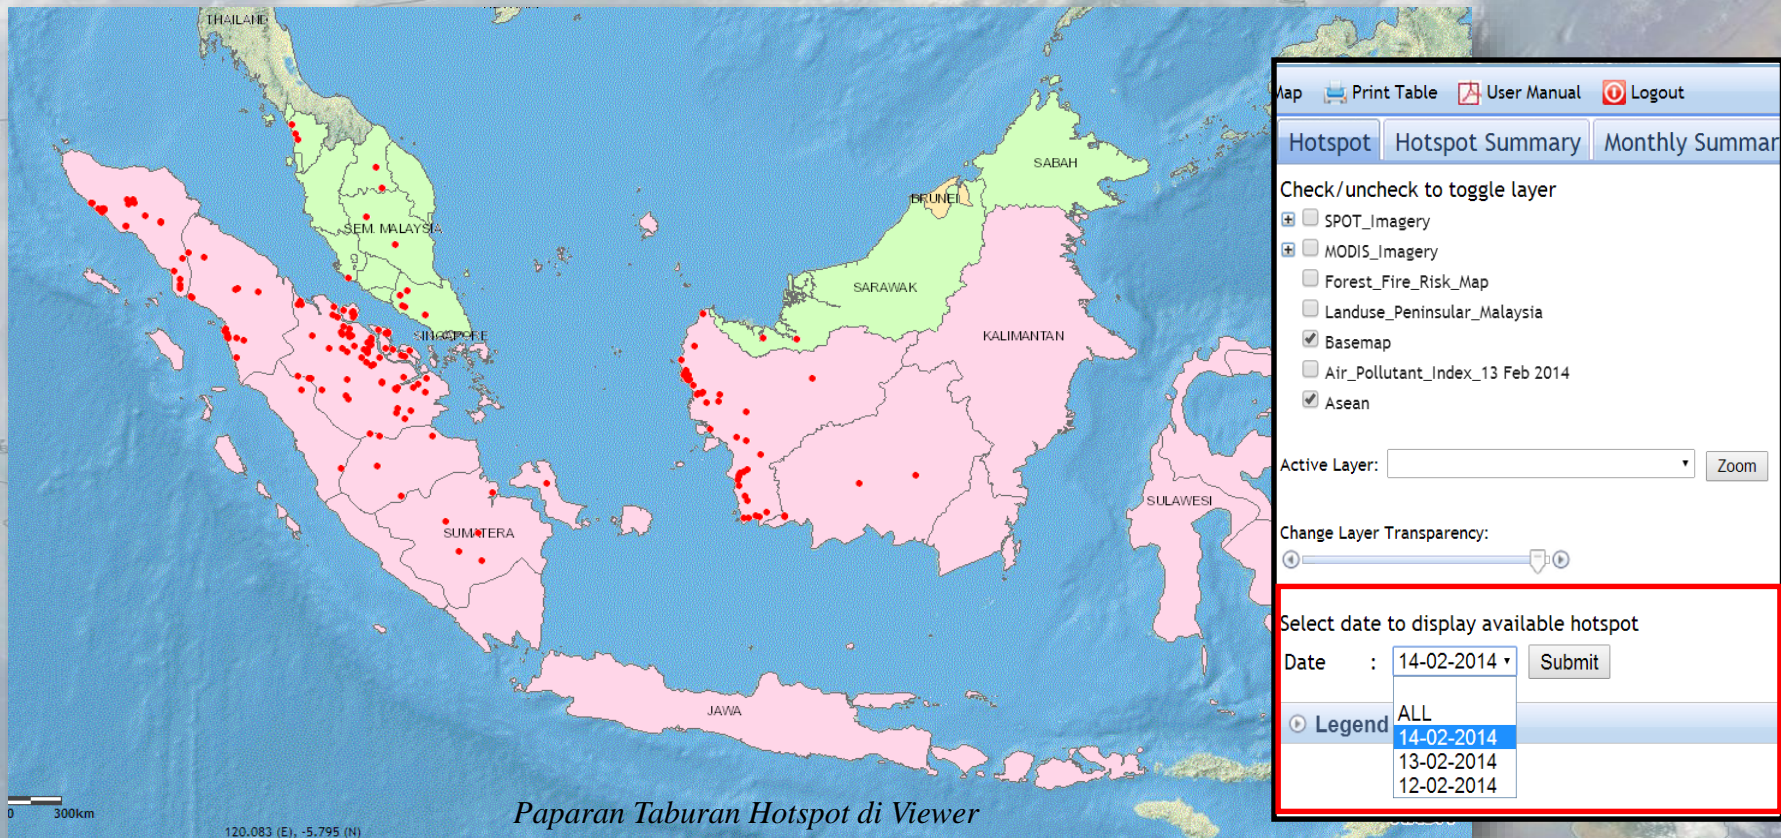 THAILAND
SABAH
BRUNEI
SEM. MALAYSIA
SARAWAK
SINGAPORE
KALIMANTAN
SULAWESI
SUMATERA
JAWA
0 300km
120.083 (E), -5.795 (N)
Paparan Taburan Hotspot di Viewer
Map Print Table User Manual Logout
Hotspot Hotspot Summary Monthly Summar
Check/uncheck to toggle layer
SPOT_Imagery
MODIS_Imagery
Forest_Fire_Risk_Map
Landuse_Peninsular_Malaysia
Basemap
Air_Pollutant_Index_13 Feb 2014
Asean
Active Layer: Zoom
Change Layer Transparency:
Select date to display available hotspot
Date : 14-02-2014 Submit
ALL
Legend
14-02-2014
13-02-2014
12-02-2014